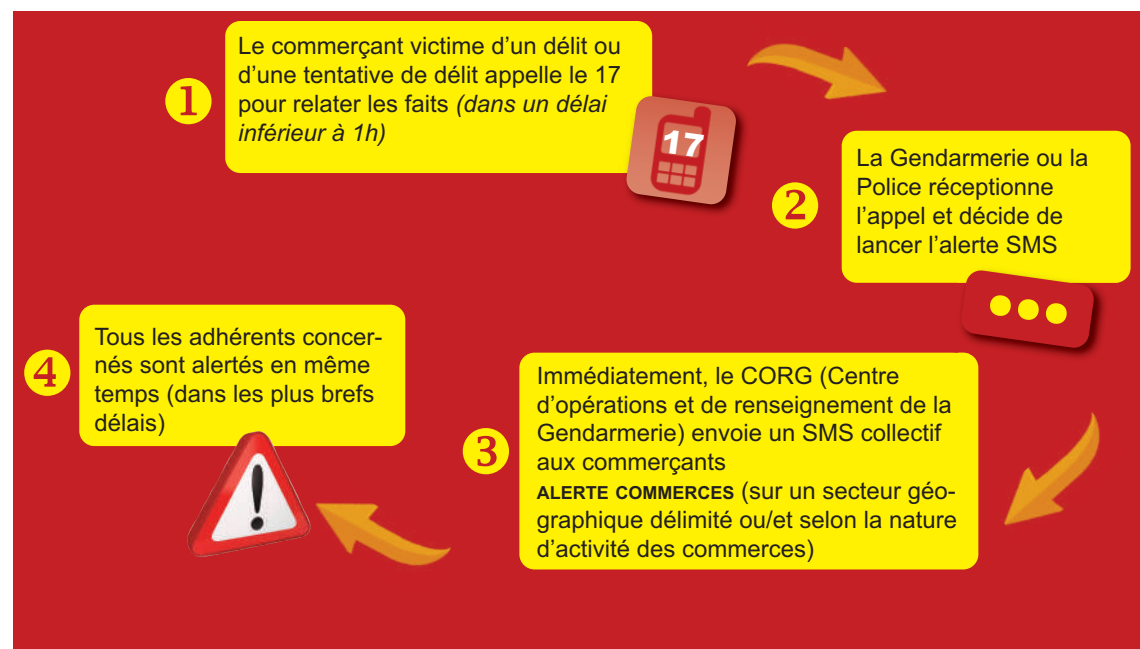 1
Le commerçant victime d'un délit ou
d'une tentative de délit appelle le 17
pour relater les faits (dans un délai
inférieur à 1h)
17
2
La Gendarmerie ou la
Police réceptionne
l'appel et décide de
lancer l'alerte SMS
3
Immédiatement, le CORG (Centre
d'opérations et de renseignement de la
Gendarmerie) envoie un SMS collectif
aux commerçants
ALERTE COMMERCES (sur un secteur géo-
graphique délimité ou/et selon la nature
d'activité des commerces)
4
Tous les adhérents concer-
nés sont alertés en même
temps (dans les plus brefs
délais)
!